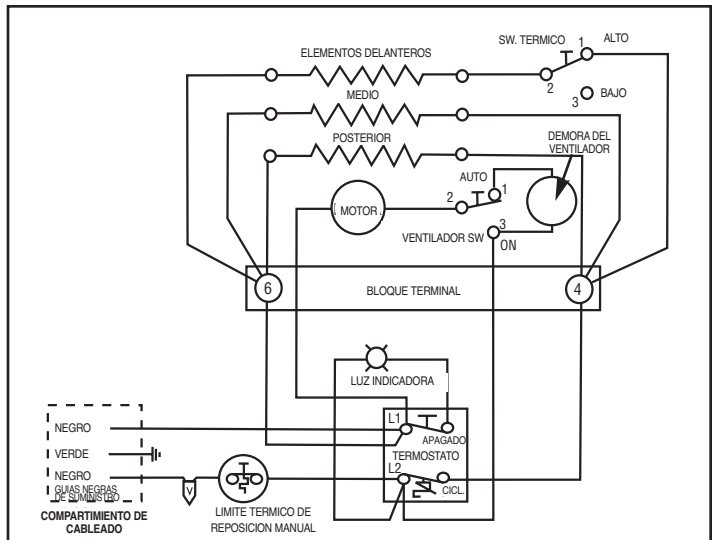 SW. TERMICO
1
ALTO
ELEMENTOS DELANTEROS
2
3
BAJO
MEDIO
POSTERIOR
DEMORA DEL
VENTILADOR
AUTO
2
1
MOTOR
3
VENTILADOR SW
ON
6
BLOQUE TERMINAL
4
LUZ INDICADORA
L1
APAGADO
TERMOSTATO
L2
CICL.
NEGRO
VERDE
NEGRO
GUIAS NEGRAS
DE SUMINISTRO
V
COMPARTIMIENTO DE
CABLEADO
LIMITE TERMICO DE
REPOSICION MANUAL